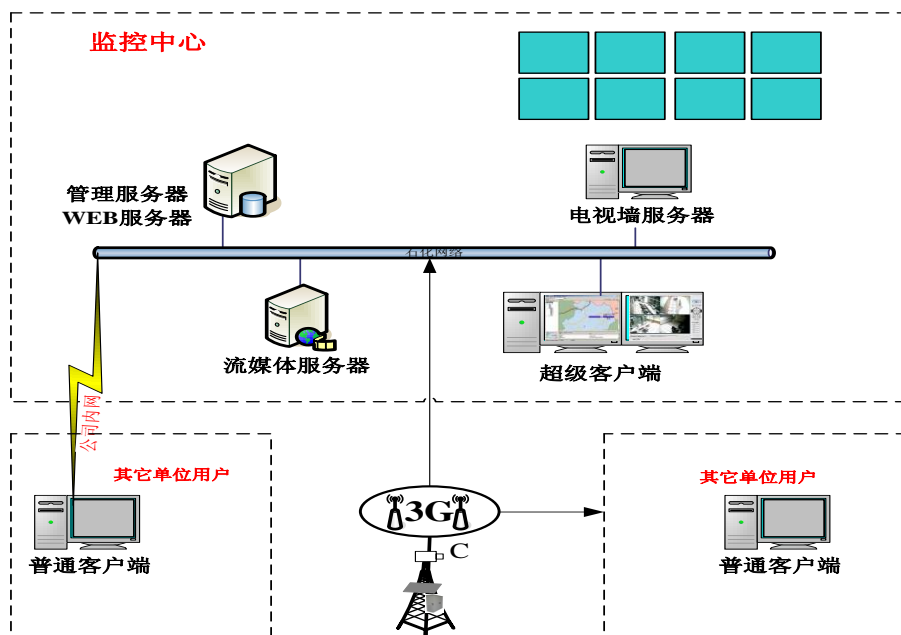 监控中心
管理服务器
WEB服务器
电视墙服务器
石化网络
流媒体服务器
超级客户端
公司内网
其它单位用户
普通客户端
3G
C
其它单位用户
普通客户端